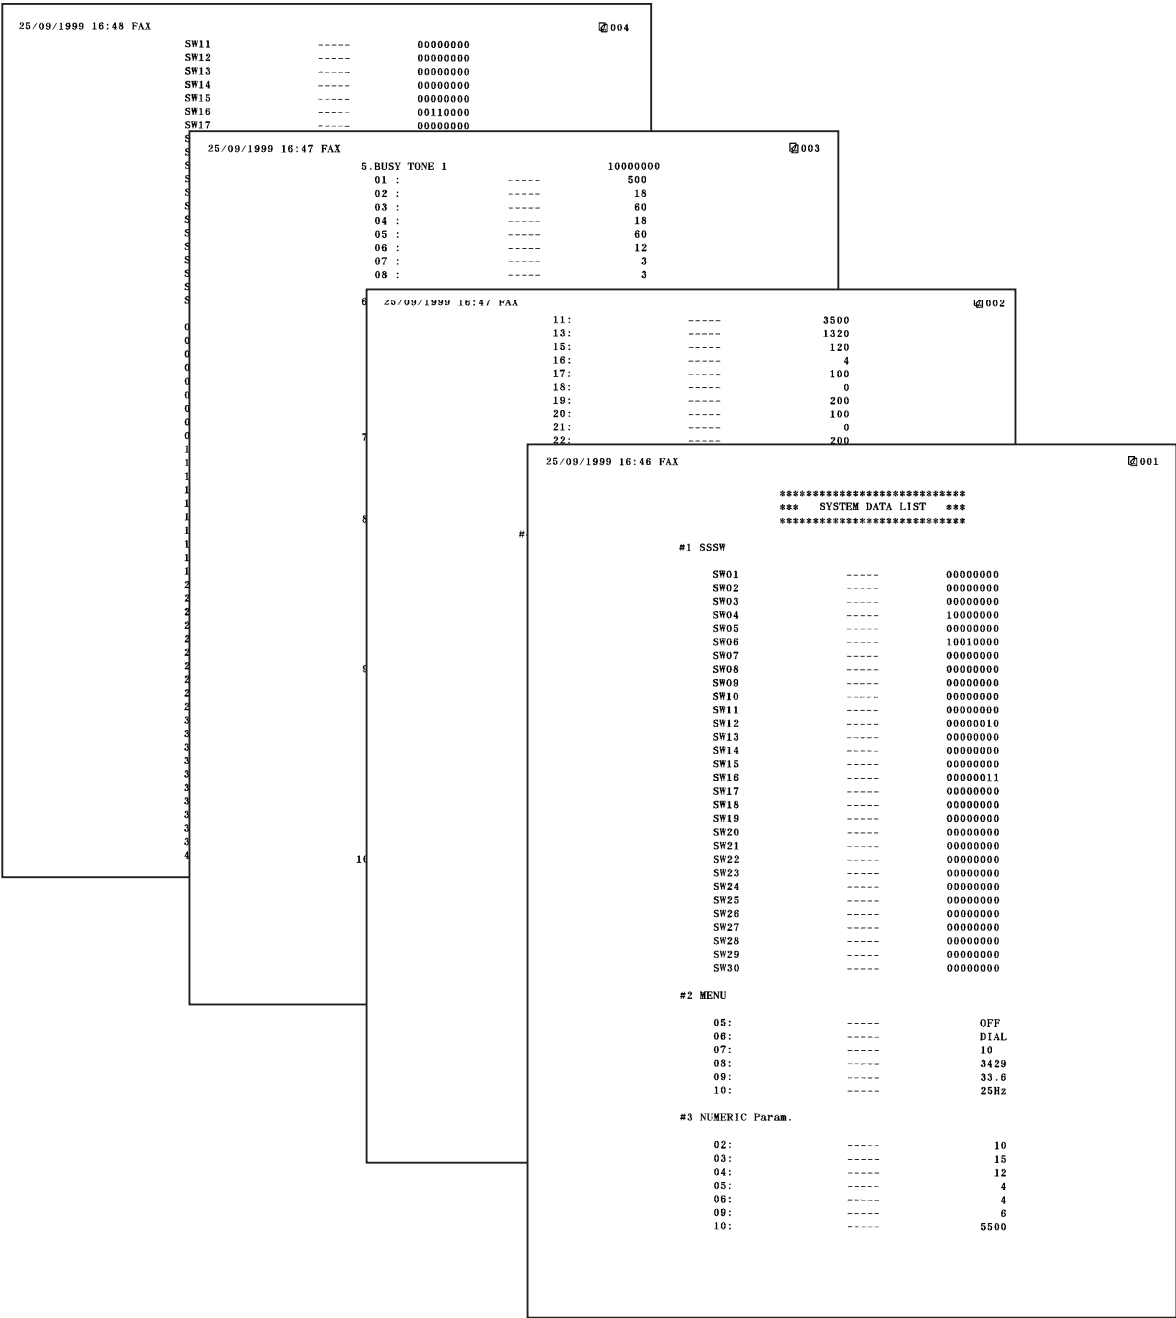 25/09/1999 16:48 FAX 004
SW11 ----- 00000000
SW12 ----- 00000000
SW13 ----- 00000000
SW14 ----- 00000000
SW15 ----- 00000000
SW16 ----- 00110000
SW17 ----- 00000000
25/09/1999 16:47 FAX 003
5.BUSY TONE 1 10000000
01 : ----- 500
02 : ----- 18
03 : ----- 60
04 : ----- 18
05 : ----- 60
06 : ----- 12
07 : ----- 3
08 : ----- 3
25/09/1999 16:47 FAX 002
11: ----- 3500
13: ----- 1320
15: ----- 120
16: ----- 4
17: ----- 100
18: ----- 0
19: ----- 200
20: ----- 100
21: ----- 0
22: ----- 200
25/09/1999 16:46 FAX 001
****************************
*** SYSTEM DATA LIST ***
****************************
#1 SSSW
SW01 ----- 00000000
SW02 ----- 00000000
SW03 ----- 00000000
SW04 ----- 10000000
SW05 ----- 00000000
SW06 ----- 10010000
SW07 ----- 00000000
SW08 ----- 00000000
SW09 ----- 00000000
SW10 ----- 00000000
SW11 ----- 00000000
SW12 ----- 00000010
SW13 ----- 00000000
SW14 ----- 00000000
SW15 ----- 00000000
SW16 ----- 00000011
SW17 ----- 00000000
SW18 ----- 00000000
SW19 ----- 00000000
SW20 ----- 00000000
SW21 ----- 00000000
SW22 ----- 00000000
SW23 ----- 00000000
SW24 ----- 00000000
SW25 ----- 00000000
SW26 ----- 00000000
SW27 ----- 00000000
SW28 ----- 00000000
SW29 ----- 00000000
SW30 ----- 00000000
#2 MENU
05: ----- OFF
06: ----- DIAL
07: ----- 10
08: ----- 3429
09: ----- 33.6
10: ----- 25Hz
#3 NUMERIC Param.
02: ----- 10
03: ----- 15
04: ----- 12
05: ----- 4
06: ----- 4
09: ----- 6
10: ----- 5500